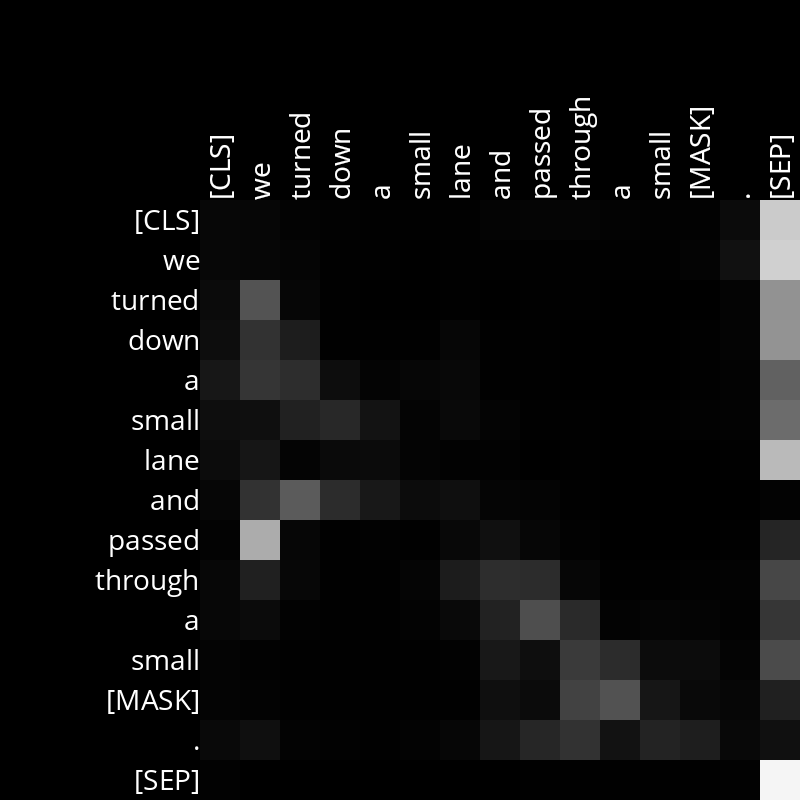 [CLS] we turned down a small lane and passed through a small [MASK] . [SEP]
[CLS]
we
turned
down
a
small
lane
and
passed
through
a
small
[MASK]
.
[SEP]